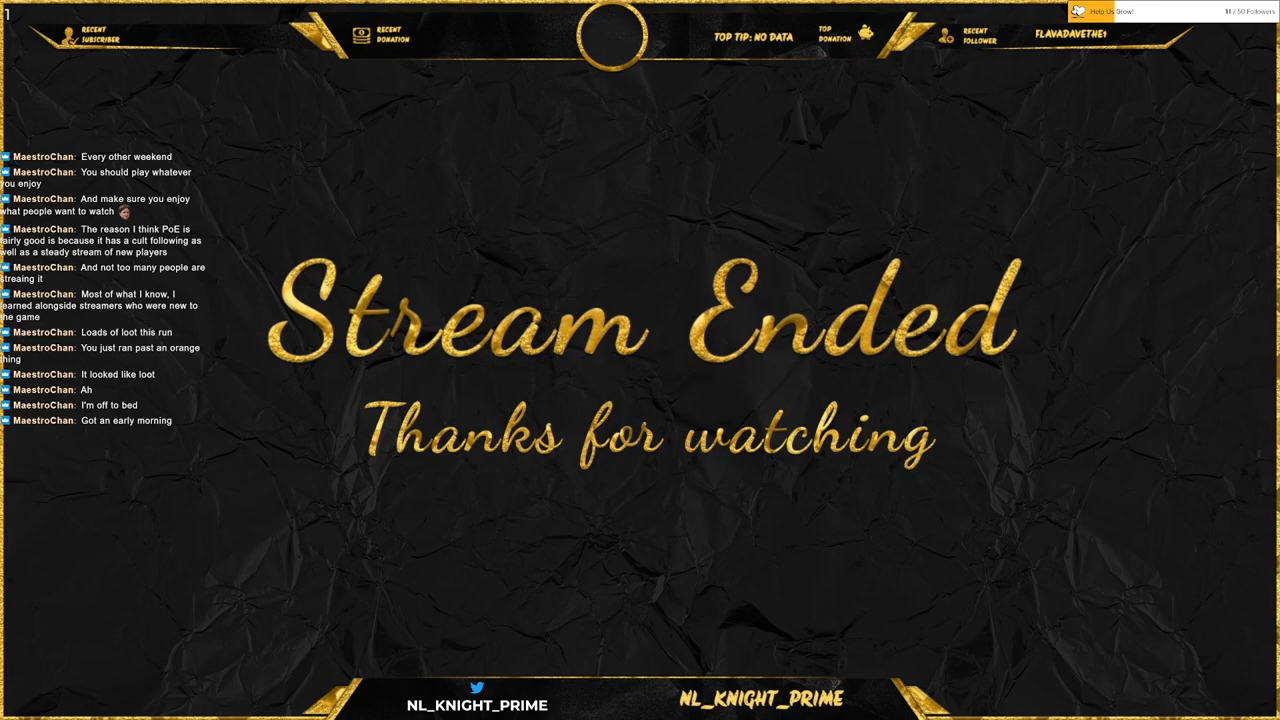 1
RECENT
SUBSCRIBER
RECENT
DONATION
TOP TIP: NO DATA
TOP
DONATION
RECENT
FOLLOWER
FLAVADAVETHE1
Help Us Grow!
11 / 50 Followers
MaestroChan: Every other weekend
MaestroChan: You should play whatever
you enjoy
MaestroChan: And make sure you enjoy
what people want to watch
MaestroChan: The reason I think PoE is
fairly good is because it has a cult following as
well as a steady stream of new players
MaestroChan: And not too many people are
streaing it
MaestroChan: Most of what I know, I
learned alongside streamers who were new to
the game
MaestroChan: Loads of loot this run
MaestroChan: You just ran past an orange
thing
MaestroChan: It looked like loot
MaestroChan: Ah
MaestroChan: I'm off to bed
MaestroChan: Got an early morning
Stream Ended
Thanks for watching
NL_KNIGHT_PRIME
NL_KNIGHT_PRIME